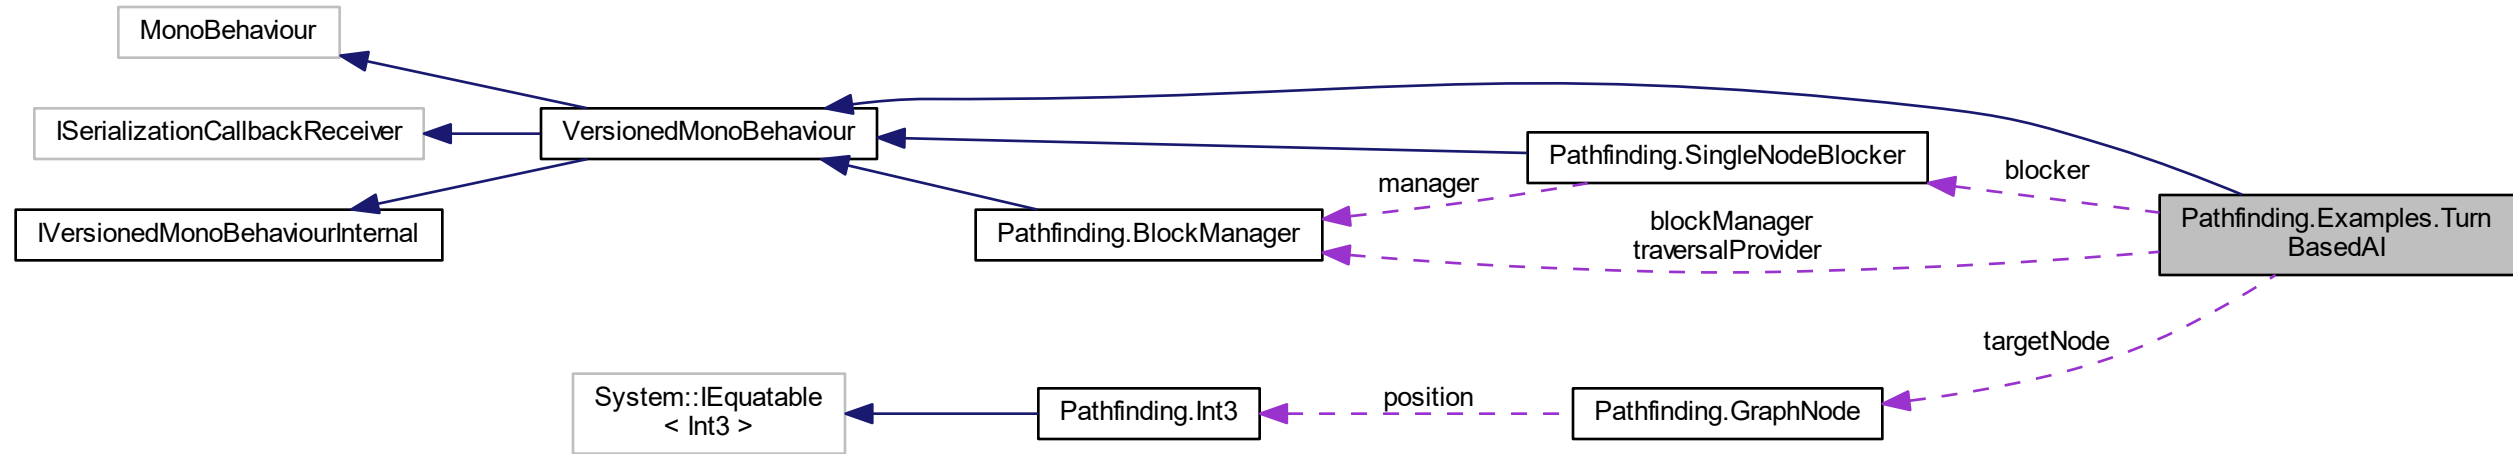 MonoBehaviour
ISerializationCallbackReceiver
VersionedMonoBehaviour
IVersionedMonoBehaviourInternal
Pathfinding.SingleNodeBlocker
manager
blocker
Pathfinding.BlockManager
blockManager
traversalProvider
Pathfinding.Examples.Turn
BasedAI
targetNode
System::IEquatable
< Int3 >
Pathfinding.Int3
position
Pathfinding.GraphNode